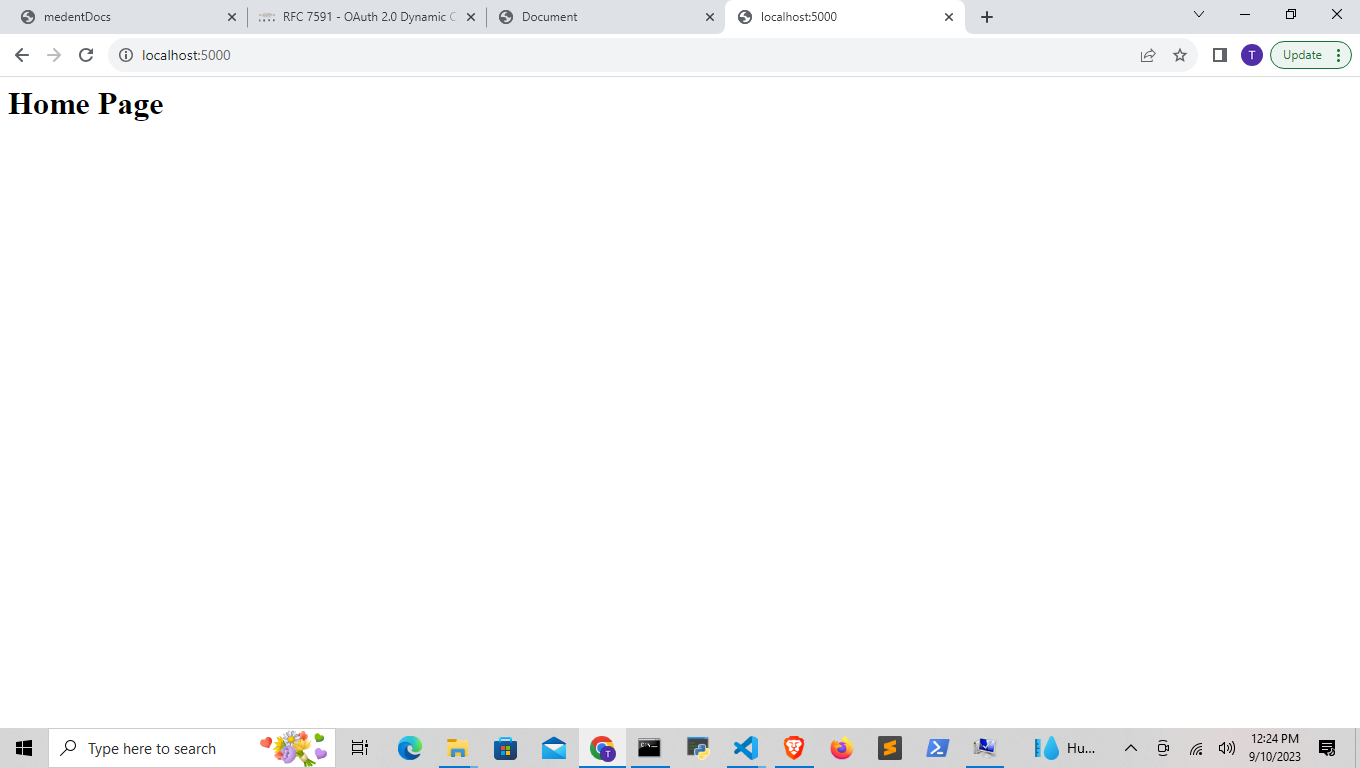 medentDocs
RFC 7591 - OAuth 2.0 Dynamic C
Document
localhost:5000
localhost:5000
T
Update
Home Page
Type here to search
T
Hu...
12:24 PM
9/10/2023